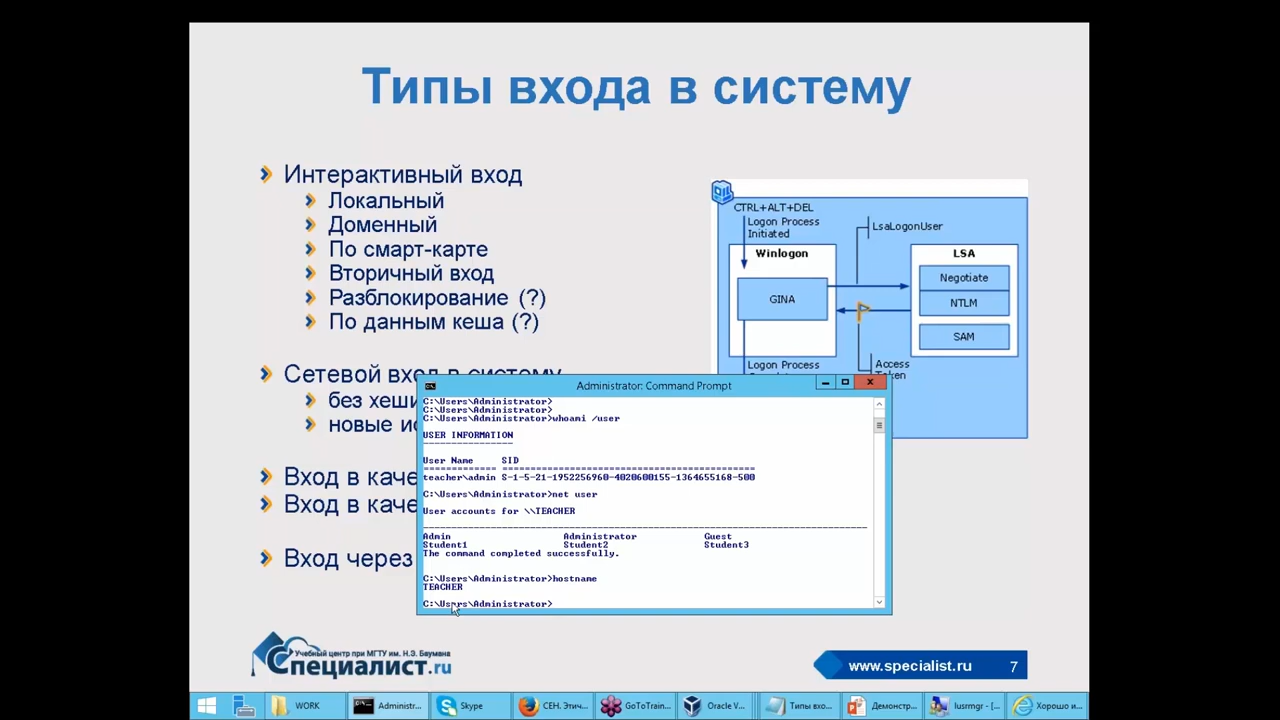 Типы входа в систему
Интерактивный вход
Локальный
Доменный
По смарт-карте
Вторичный вход
Разблокирование (?)
По данным кеша (?)
Сетевой вход в систему
без хеши
новые ис
Вход в каче
Вход в каче
Вход через
CTRL+ALT+DEL
Logon Process
Initiated
LsaLogonUser
Winlogon
LSA
GINA
Negotiate
NTLM
SAM
Logon Process
Access
Token
Administrator: Command Prompt
C:\Users\Administrator>
C:\Users\Administrator>
C:\Users\Administrator>whoami /user
USER INFORMATION
----------------
User Name SID
============= ==============================================
teacher\admin S-1-5-21-1952256960-4020600155-1364655168-500
C:\Users\Administrator>net user
User accounts for \\TEACHER
-------------------------------------------------------------------------------
Admin Administrator Guest
Student1 Student2 Student3
The command completed successfully.
C:\Users\Administrator>hostname
TEACHER
C:\Users\Administrator>
Учебный центр при МГТУ им. Н.Э. Баумана
Специалист.ru
www.specialist.ru 7
WORK
Administr...
Skype
СЕН. Этич...
GoToTrain...
Oracle V...
Типы вхо...
Демонстр...
lusrmgr - [...
Хорошо и...